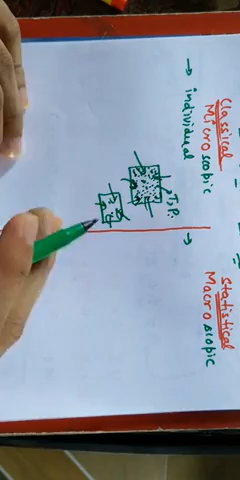 Classical
Microscopic
→ individual
T, P.
Statistical
Macroscopic
→